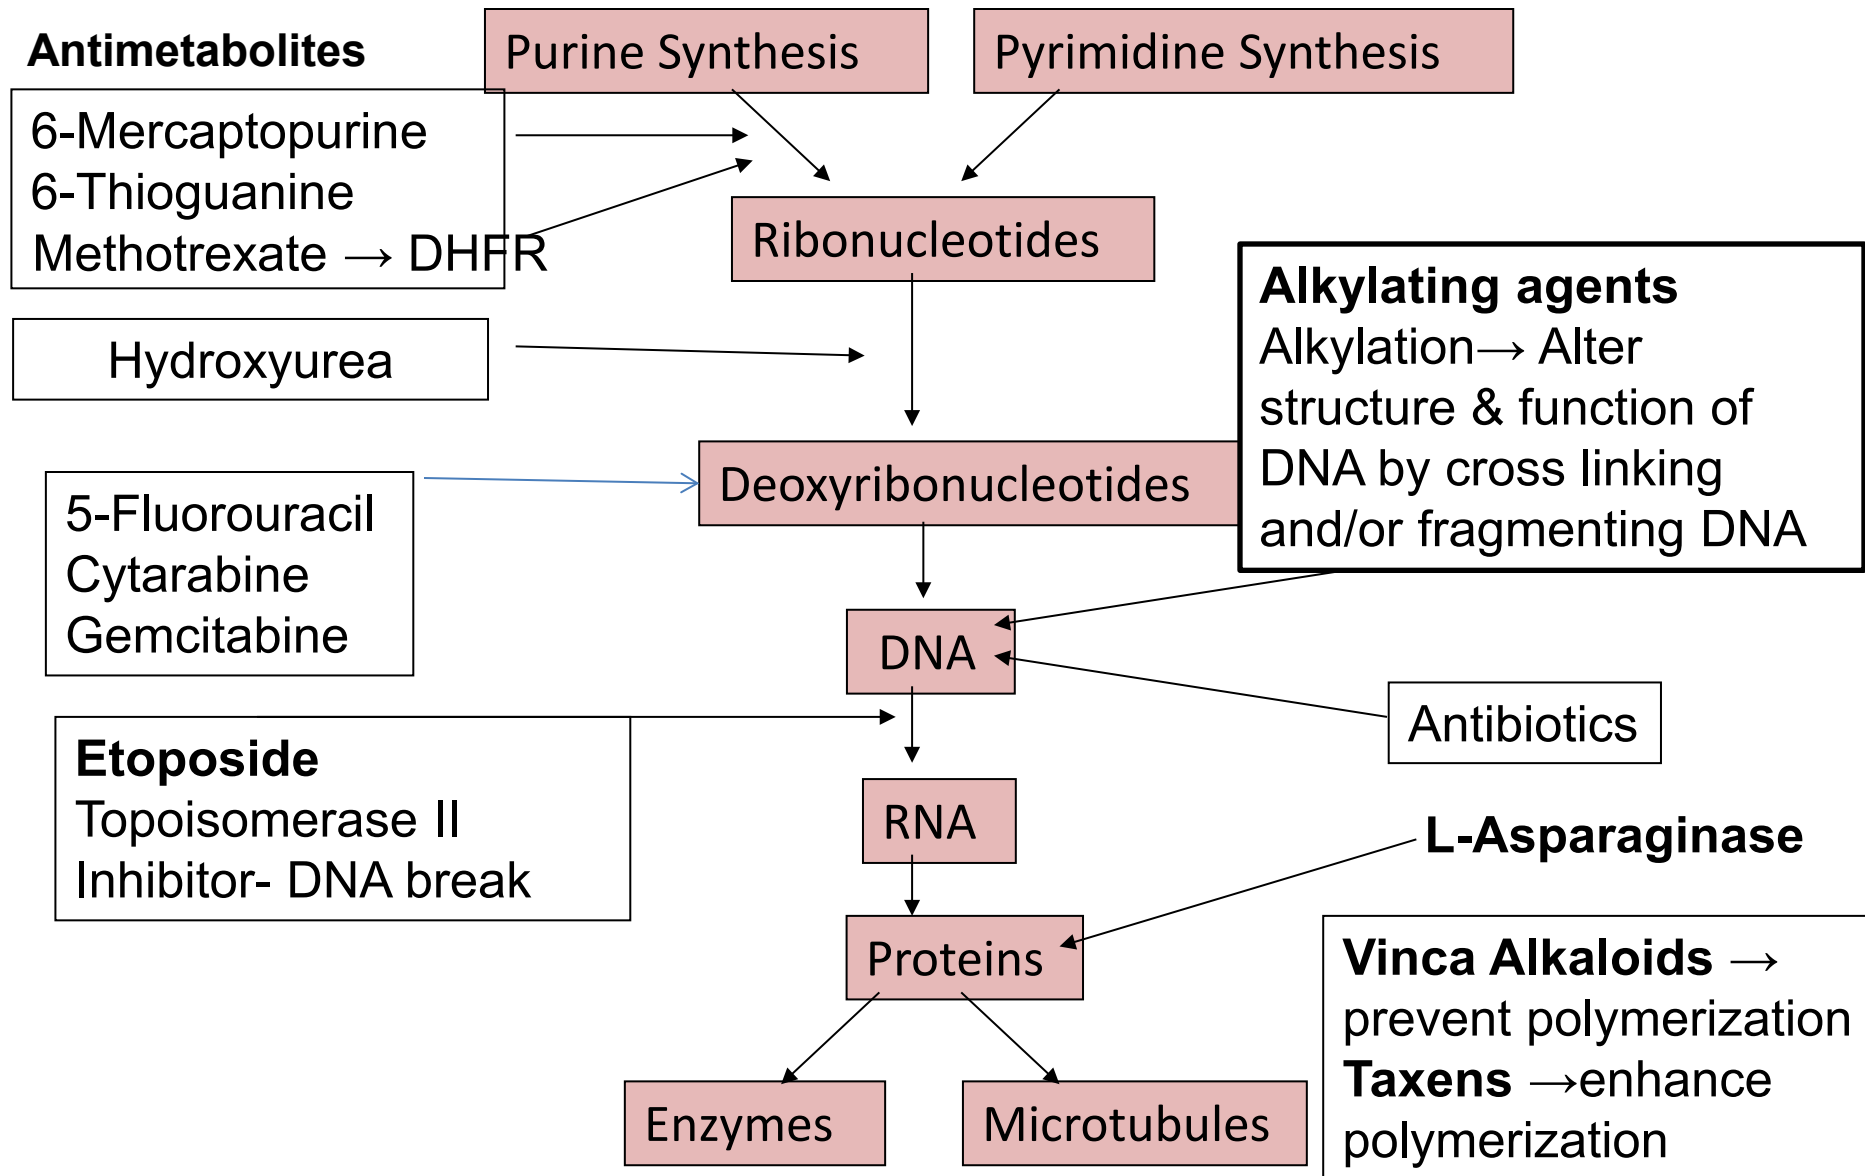 Antimetabolites
Purine Synthesis
Pyrimidine Synthesis
6-Mercaptopurine
6-Thioguanine
Methotrexate → DHFR
Ribonucleotides
Alkylating agents
Alkylation→ Alter
structure & function of
DNA by cross linking
and/or fragmenting DNA
Hydroxyurea
Deoxyribonucleotides
5-Fluorouracil
Cytarabine
Gemcitabine
DNA
Antibiotics
Etoposide
Topoisomerase II
Inhibitor- DNA break
RNA
L-Asparaginase
Proteins
Vinca Alkaloids →
prevent polymerization
Taxens →enhance
polymerization
Enzymes
Microtubules